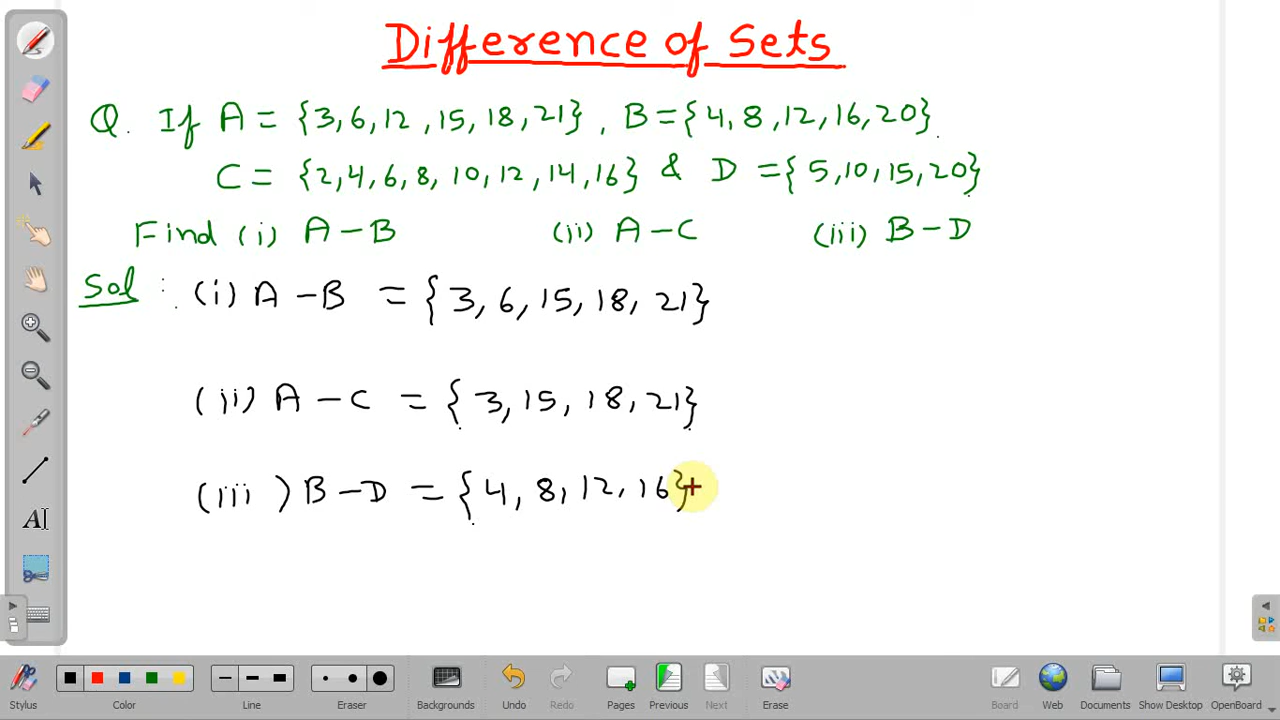 Difference of Sets
Q. If A = {3, 6, 12, 15, 18, 21}, B = {4, 8, 12, 16, 20}
C = {2, 4, 6, 8, 10, 12, 14, 16} & D = {5, 10, 15, 20}
Find (i) A - B (ii) A - C (iii) B - D
Sol : (i) A - B = {3, 6, 15, 18, 21}
(ii) A - C = {3, 15, 18, 21}
(iii) B - D = {4, 8, 12, 16}
Stylus Color Line Eraser Backgrounds Undo Redo Pages Previous Next Erase Board Web Documents Show Desktop OpenBoard